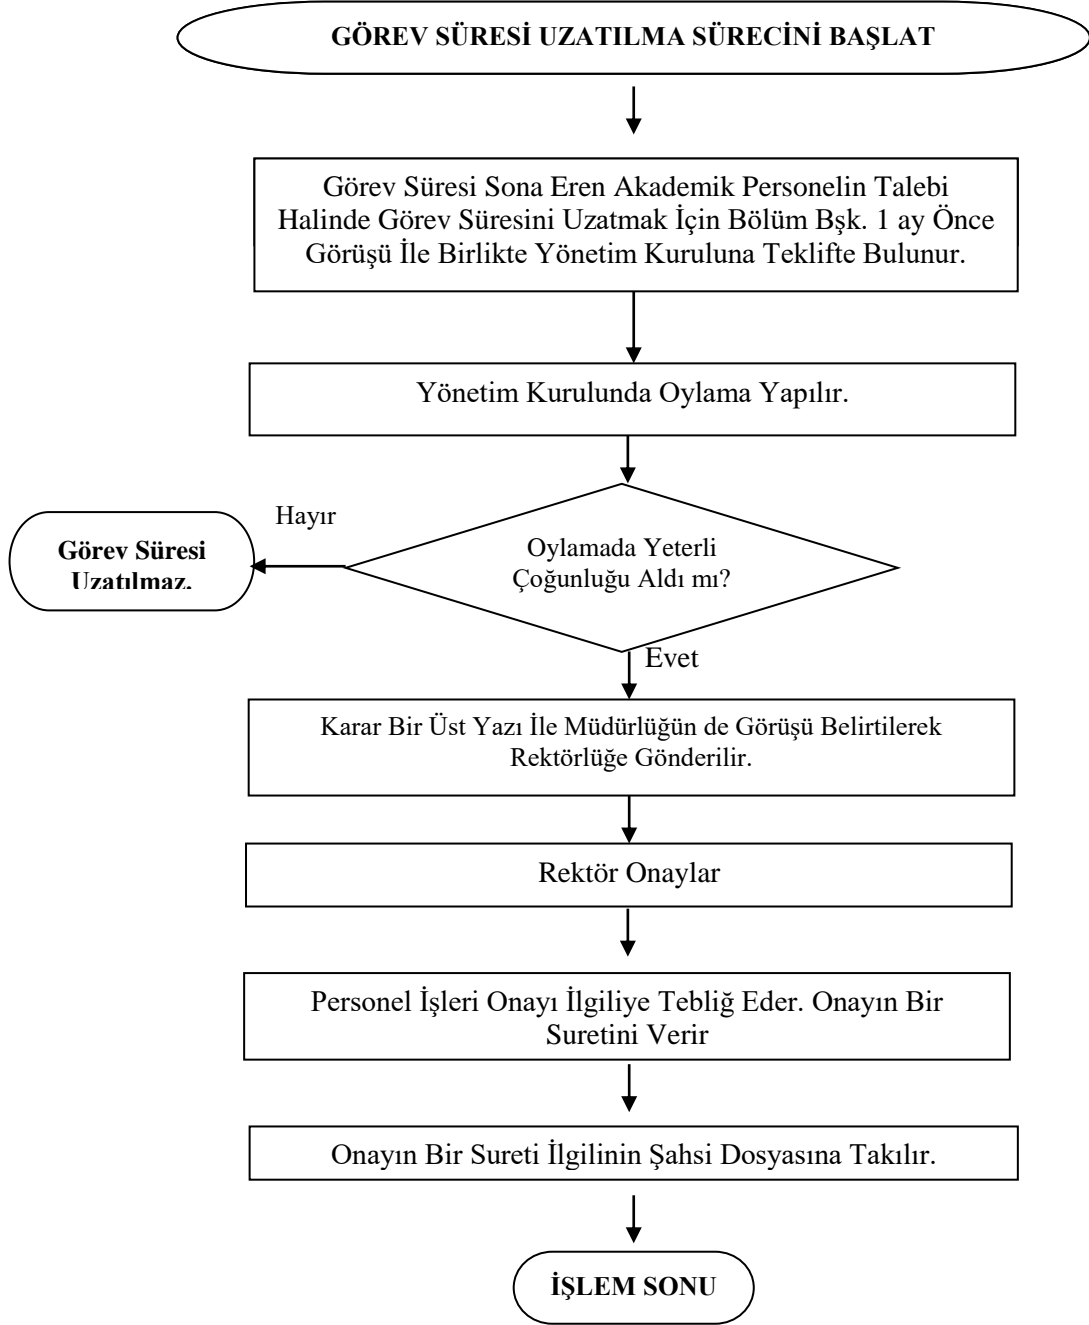 GÖREV SÜRESİ UZATILMA SÜRECİNİ BAŞLAT
Görev Süresi Sona Eren Akademik Personelin Talebi
Halinde Görev Süresini Uzatmak İçin Bölüm Bşk. 1 ay Önce
Görüşü İle Birlikte Yönetim Kuruluna Teklifte Bulunur.
Yönetim Kurulunda Oylama Yapılır.
Hayır
Görev Süresi
Uzatılmaz.
Oylamada Yeterli
Çoğunluğu Aldı mı?
Evet
Karar Bir Üst Yazı İle Müdürlüğün de Görüşü Belirtilerek
Rektörlüğe Gönderilir.
Rektör Onaylar
Personel İşleri Onayı İlgiliye Tebliğ Eder. Onayın Bir
Suretini Verir
Onayın Bir Sureti İlgilinin Şahsi Dosyasına Takılır.
İŞLEM SONU